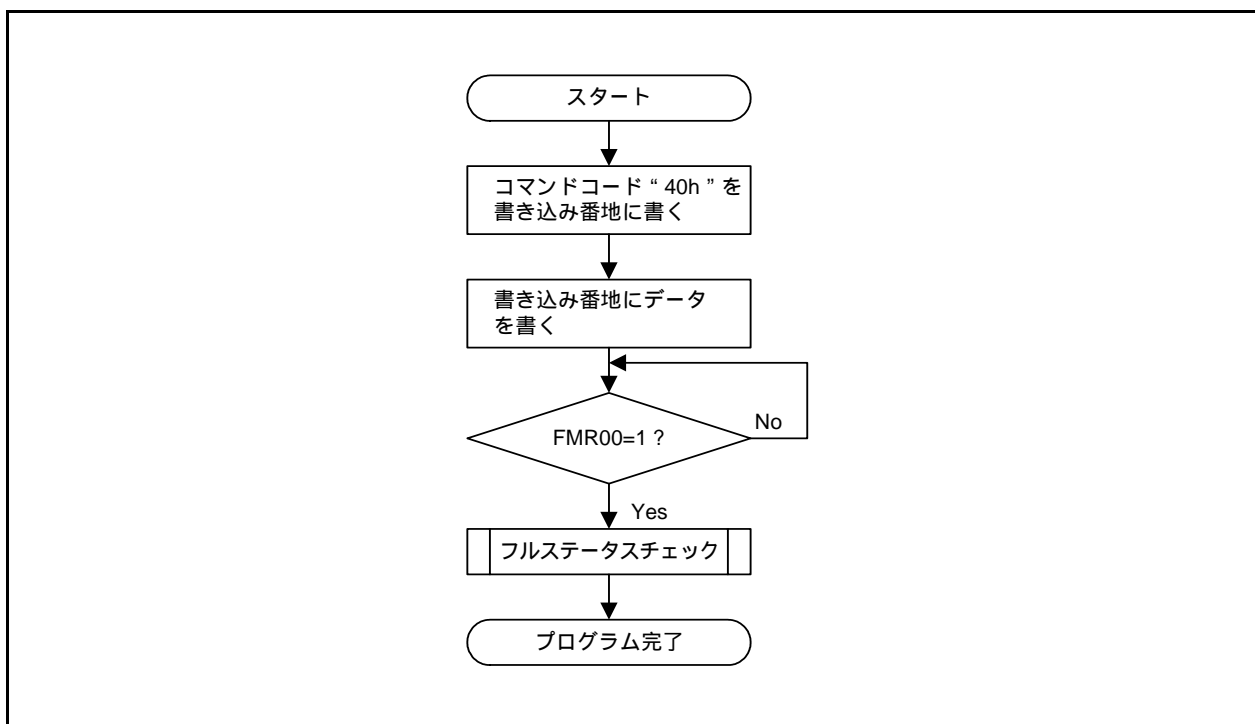 スタート
コマンドコード“40h”を
書き込み番地に書く
書き込み番地にデータ
を書く
FMR00=1 ?
No
Yes
フルステータスチェック
プログラム完了